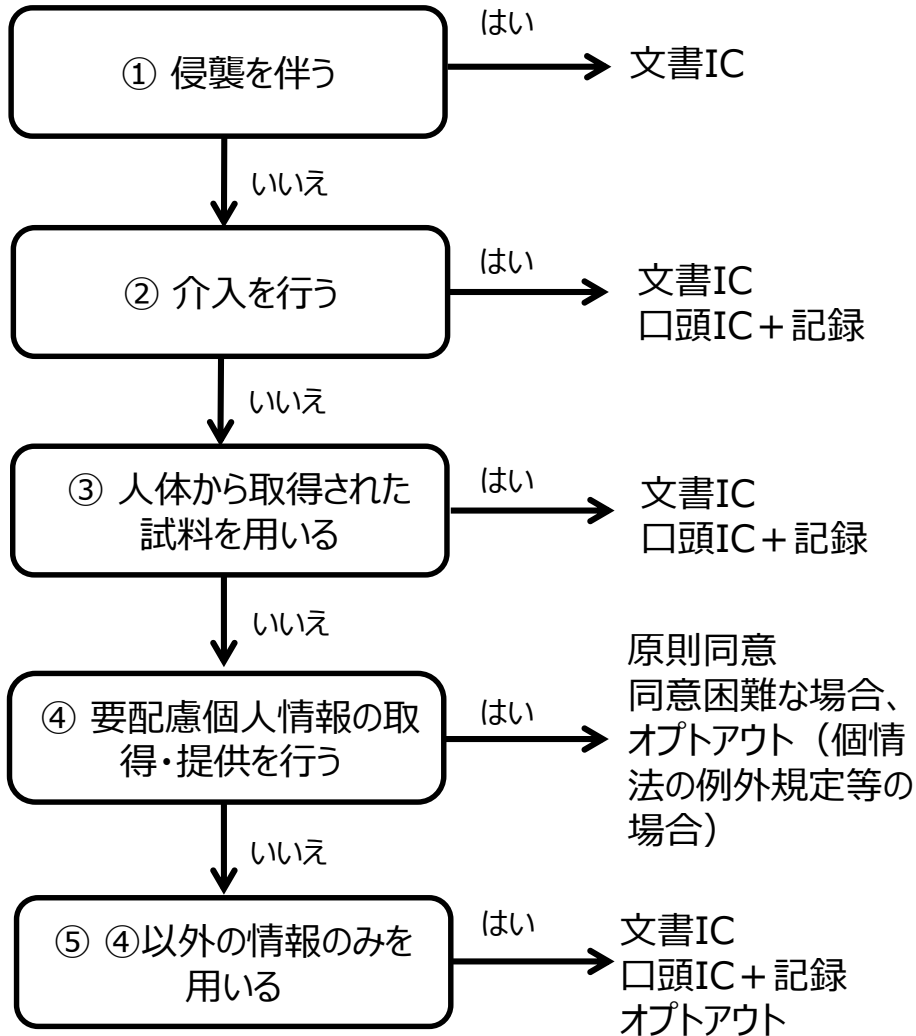 ① 侵襲を伴う
はい
文書IC
いいえ
② 介入を行う
はい
文書IC
口頭IC＋記録
いいえ
③ 人体から取得された
試料を用いる
はい
文書IC
口頭IC＋記録
いいえ
④ 要配慮個人情報の取
得・提供を行う
はい
原則同意
同意困難な場合、
オプトアウト（個情
法の例外規定等の
場合）
いいえ
⑤ ④以外の情報のみを
用いる
はい
文書IC
口頭IC＋記録
オプトアウト